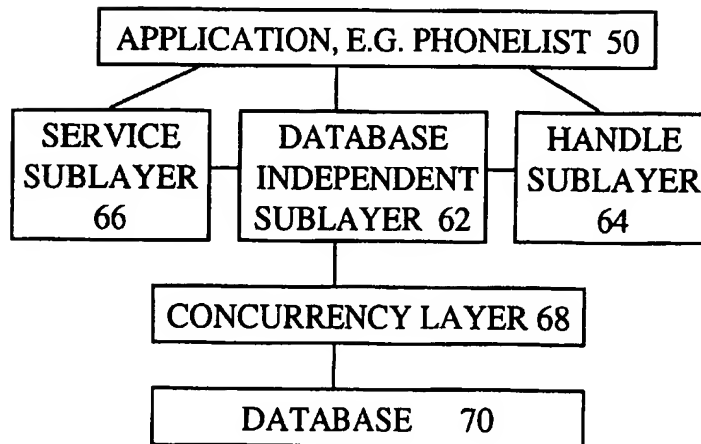 APPLICATION, E.G. PHONELIST 50
SERVICE
SUBLAYER
66
DATABASE
INDEPENDENT
SUBLAYER 62
HANDLE
SUBLAYER
64
CONCURRENCY LAYER 68
DATABASE 70